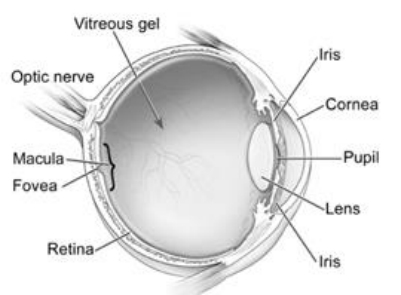 Vitreous gel
Iris
Optic nerve
Cornea
Macula
Pupil
Fovea
Lens
Retina
Iris